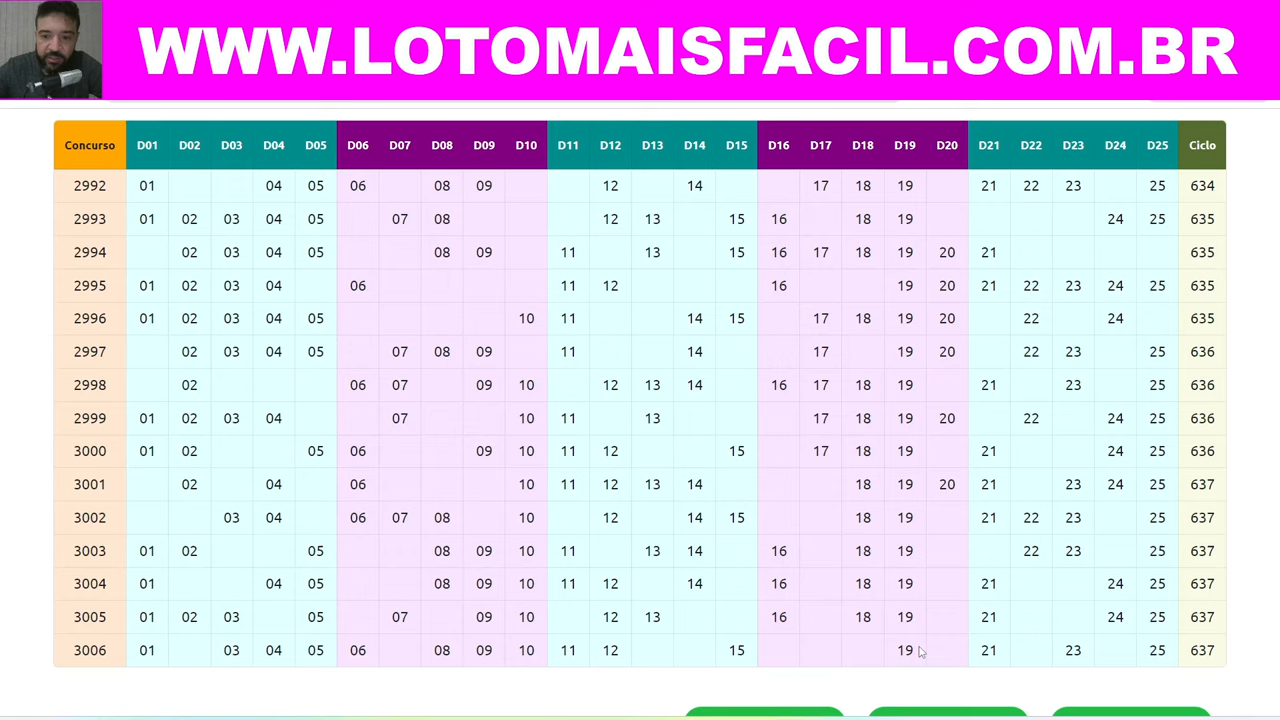 WWW.LOTOMAISFACIL.COM.BR
Concurso D01 D02 D03 D04 D05 D06 D07 D08 D09 D10 D11 D12 D13 D14 D15 D16 D17 D18 D19 D20 D21 D22 D23 D24 D25 Ciclo
2992 01 04 05 06 08 09 12 14 17 18 19 21 22 23 25 634
2993 01 02 03 04 05 07 08 12 13 15 16 18 19 24 25 635
2994 02 03 04 05 08 09 11 13 15 16 17 18 19 20 21 635
2995 01 02 03 04 06 11 12 16 19 20 21 22 23 24 25 635
2996 01 02 03 04 05 10 11 14 15 17 18 19 20 22 24 635
2997 02 03 04 05 07 08 09 11 14 17 19 20 22 23 25 636
2998 02 06 07 09 10 12 13 14 16 17 18 19 21 23 25 636
2999 01 02 03 04 07 10 11 13 17 18 19 20 22 24 25 636
3000 01 02 05 06 09 10 11 12 15 17 18 19 21 24 25 636
3001 02 04 06 10 11 12 13 14 18 19 20 21 23 24 25 637
3002 03 04 06 07 08 10 12 14 15 18 19 21 22 23 25 637
3003 01 02 05 08 09 10 11 13 14 16 18 19 22 23 25 637
3004 01 04 05 08 09 10 11 12 14 16 18 19 21 24 25 637
3005 01 02 03 05 07 09 10 12 13 16 18 19 21 24 25 637
3006 01 03 04 05 06 08 09 10 11 12 15 19 21 23 25 637